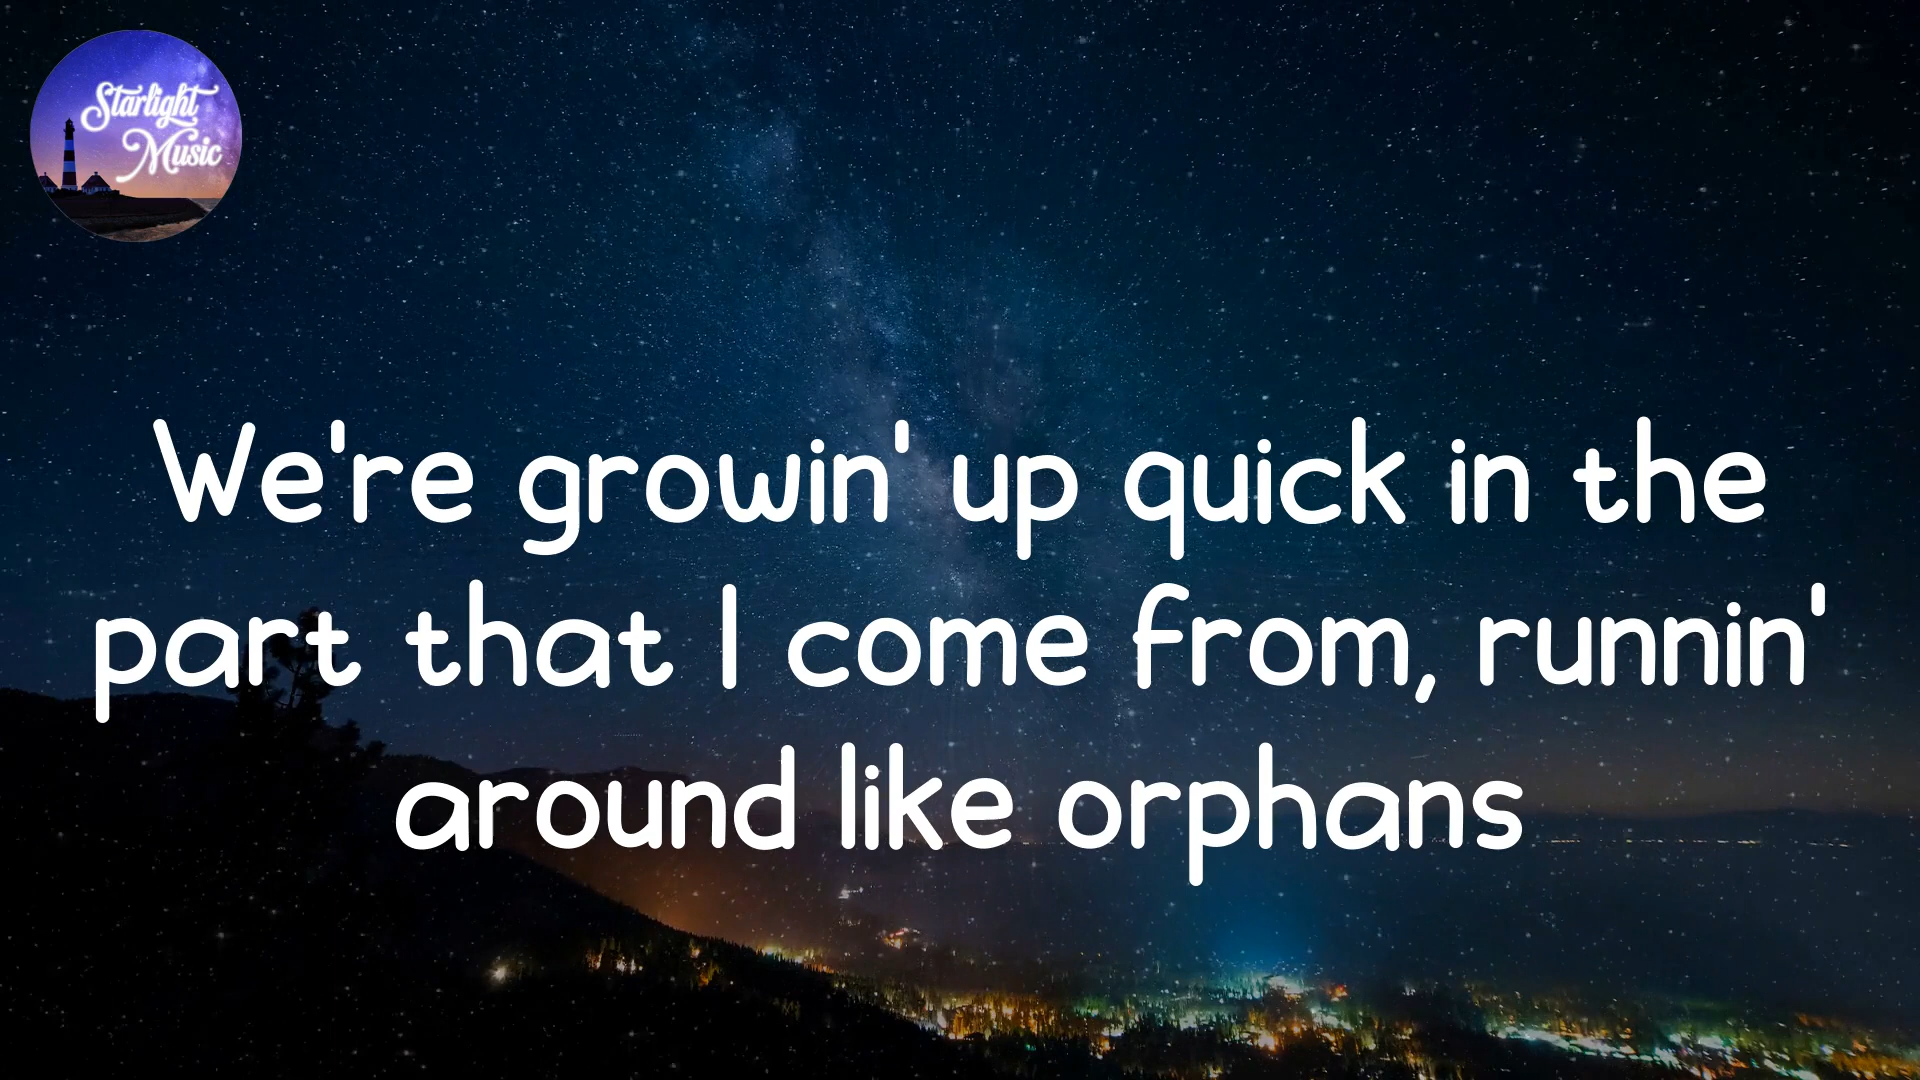 Starlight
Music
We're growin' up quick in the
part that I come from, runnin'
around like orphans